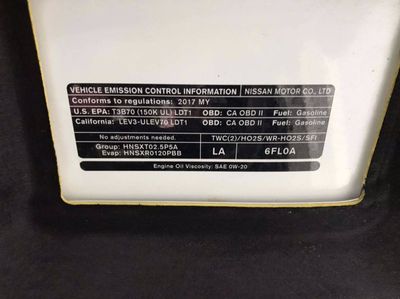 VEHICLE EMISSION CONTROL INFORMATION NISSAN MOTOR CO., LTD
Conforms to regulations: 2017 MY
U.S. EPA: T3B70 (150K UL) LDT1 OBD: CA OBD II Fuel: Gasoline
California: LEV3-ULEV70 LDT1 OBD: CA OBD II Fuel: Gasoline
No adjustments needed. TWC(2)/HO2S/WR-HO2S/SFI
Group: HNSXT02.5P5A
Evap: HNSXR0120PBB
LA 6FL0A
Engine Oil Viscosity: SAE 0W-20